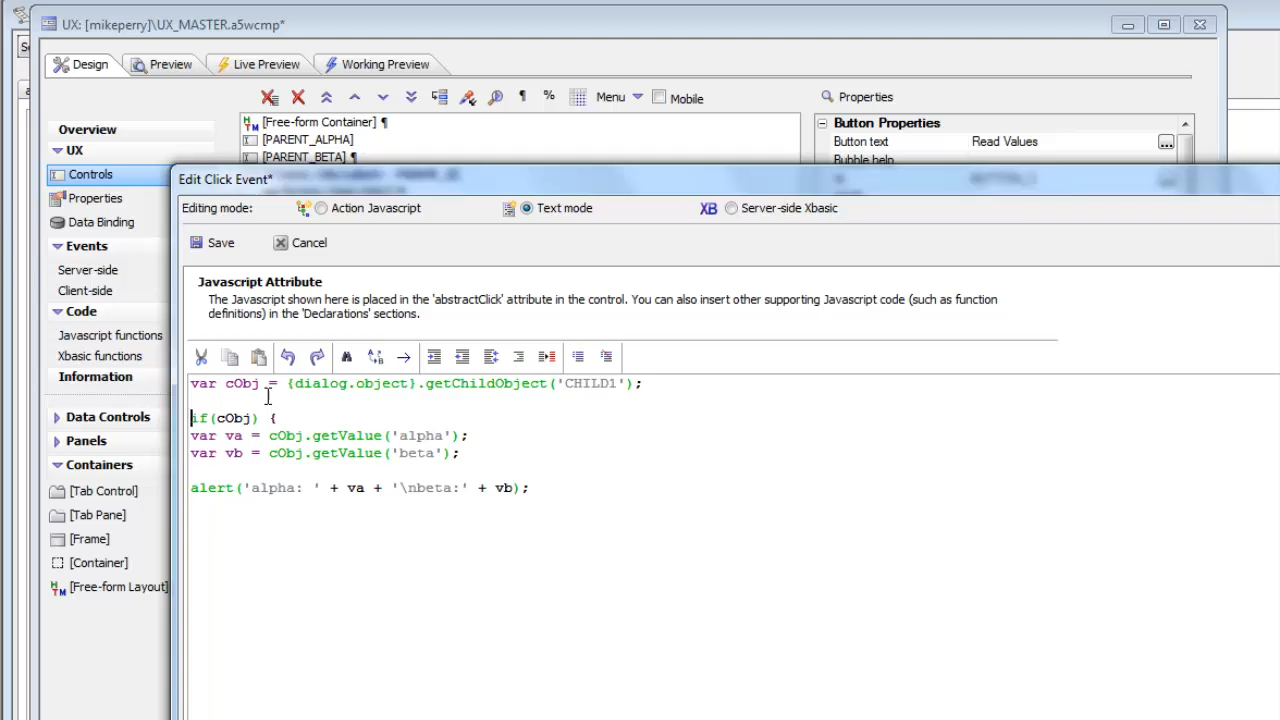 UX: [mikeperry]\UX_MASTER.a5wcmp*
Design Preview Live Preview Working Preview
Menu Mobile Properties
[Free-form Container] ¶
[PARENT_ALPHA]
[PARENT_BETA] ¶
Button Properties
Button text Read Values
Bubble help
Overview
UX
Controls
Properties
Data Binding
Events
Server-side
Client-side
Code
Javascript functions
Xbasic functions
Information
Data Controls
Panels
Containers
[Tab Control]
[Tab Pane]
[Frame]
[Container]
[Free-form Layout]
Edit Click Event*
Editing mode: Action Javascript Text mode XB Server-side Xbasic
Save Cancel
Javascript Attribute
The Javascript shown here is placed in the 'abstractClick' attribute in the control. You can also insert other supporting Javascript code (such as function
definitions) in the 'Declarations' sections.
var cObj = {dialog.object}.getChildObject('CHILD1');
if(cObj) {
var va = cObj.getValue('alpha');
var vb = cObj.getValue('beta');
alert('alpha: ' + va + '\nbeta:' + vb);